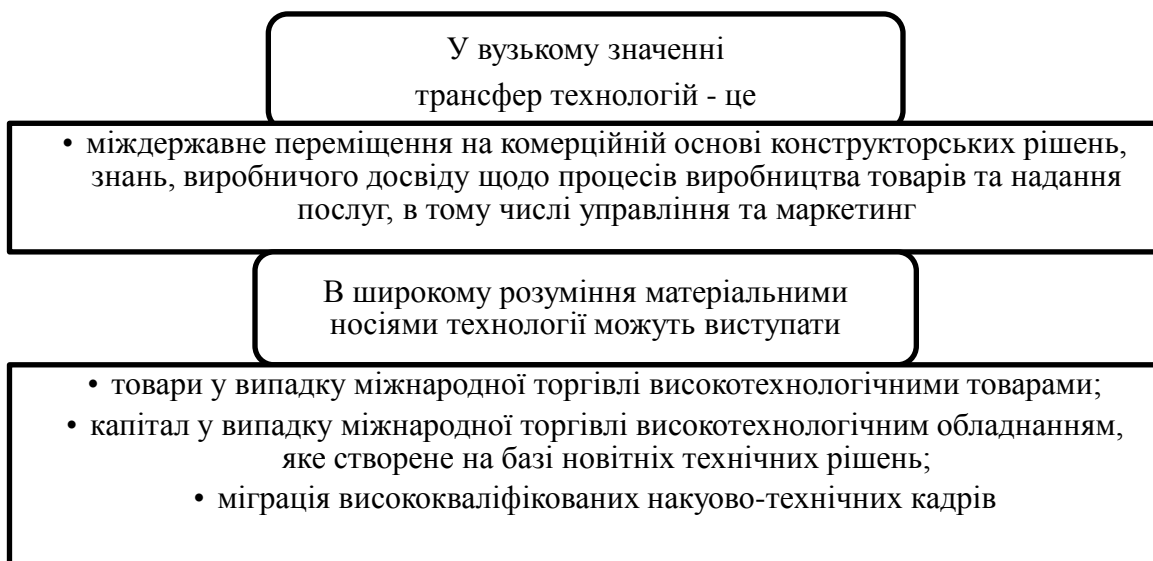 У вузькому значенні
трансфер технологій - це
• міждержавне переміщення на комерційній основі конструкторських рішень,
знань, виробничого досвіду щодо процесів виробництва товарів та надання
послуг, в тому числі управління та маркетинг
В широкому розуміння матеріальними
носіями технології можуть виступати
• товари у випадку міжнародної торгівлі високотехнологічними товарами;
• капітал у випадку міжнародної торгівлі високотехнологічним обладнанням,
яке створене на базі новітніх технічних рішень;
• міграція висококваліфікованих накуово-технічних кадрів